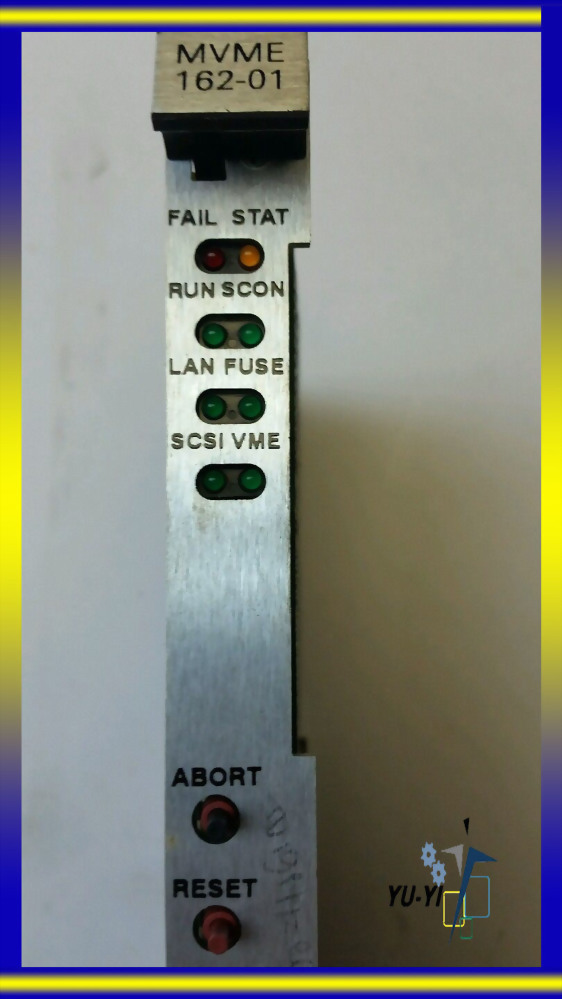 MVME
162-01
FAIL STAT
RUN SCON
LAN FUSE
SCSI VME
ABORT
RESET
YU-YI